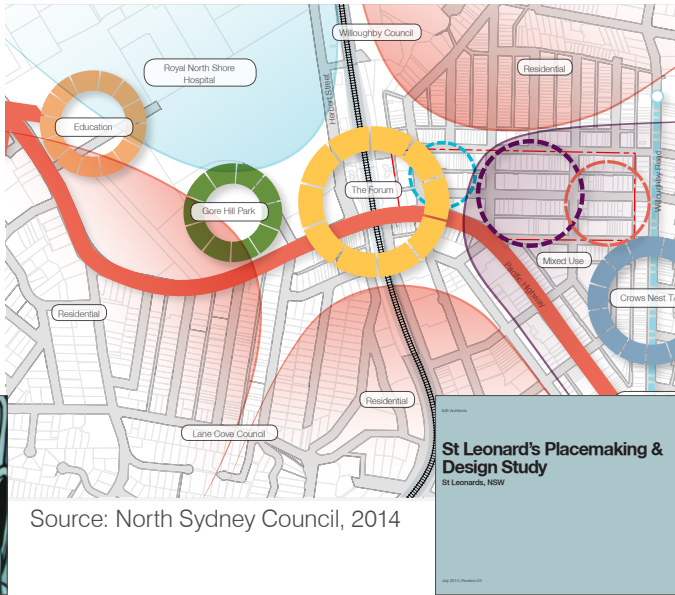 Willoughby Council
Royal North Shore
Hospital
Residential
Herbert Street
Education
The Forum
Gore Hill Park
Willoughby Road
Mixed Use
Pacific Highway
Crows Nest
Residential
Residential
Lane Cove Council
St Leonard's Placemaking &
Design Study
St Leonards, NSW
Source: North Sydney Council, 2014